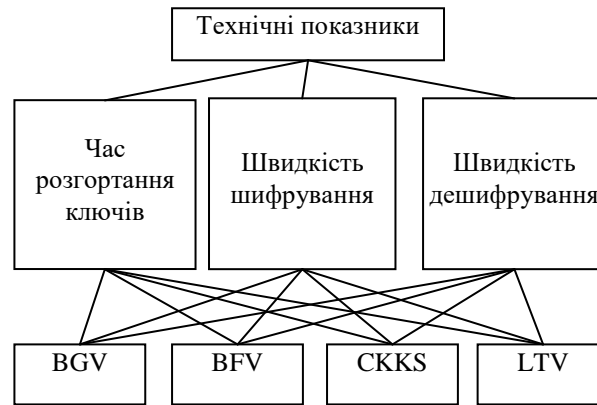 Технічні показники
Час
розгортання
ключів
Швидкість
шифрування
Швидкість
дешифрування
BGV
BFV
CKKS
LTV